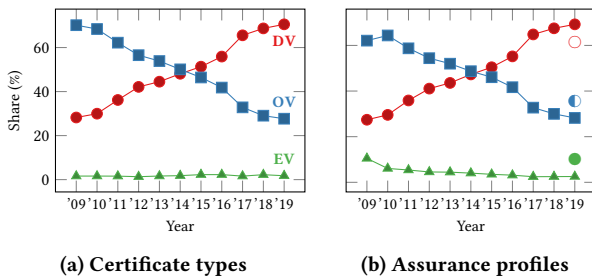 DV
60
40
OV
20
EV
0
Share (%)
'09 '10 '11 '12 '13 '14 '15 '16 '17 '18 '19
'09 '10 '11 '12 '13 '14 '15 '16 '17 '18 '19
Year
Year
(a) Certificate types
(b) Assurance profiles